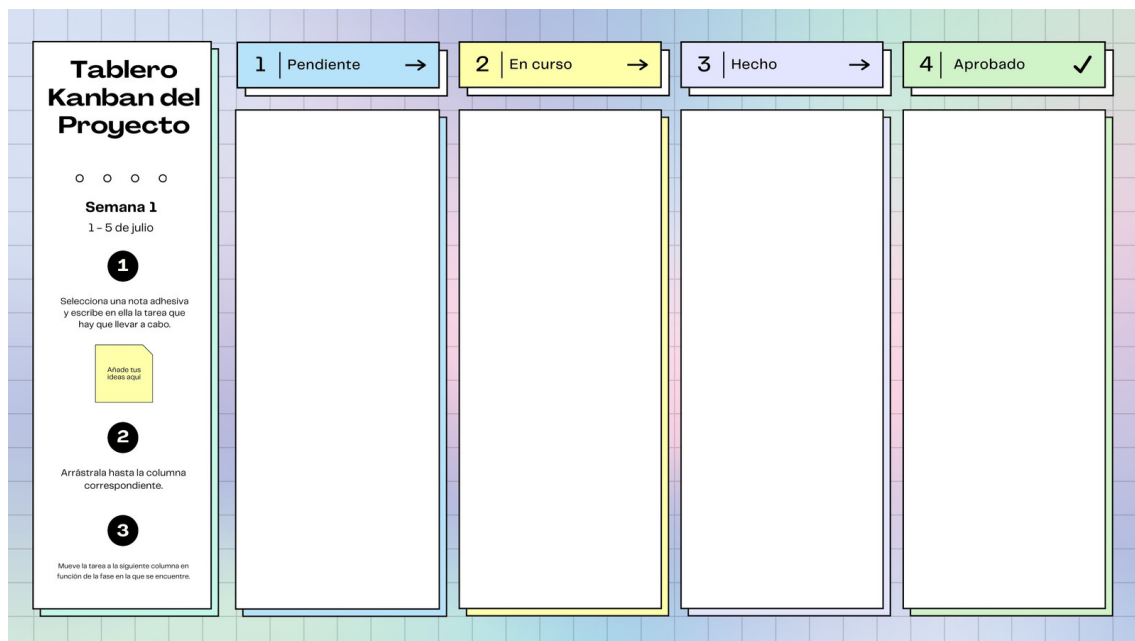 Tablero
Kanban del
Proyecto
Semana 1
1 – 5 de julio
1
Selecciona una nota adhesiva
y escribe en ella la tarea que
hay que llevar a cabo.
Añade tus
ideas aquí
2
Arrástrala hasta la columna
correspondiente.
3
Mueve la tarea a la siguiente columna en
función de la fase en la que se encuentre.
1 Pendiente
2 En curso
3 Hecho
4 Aprobado